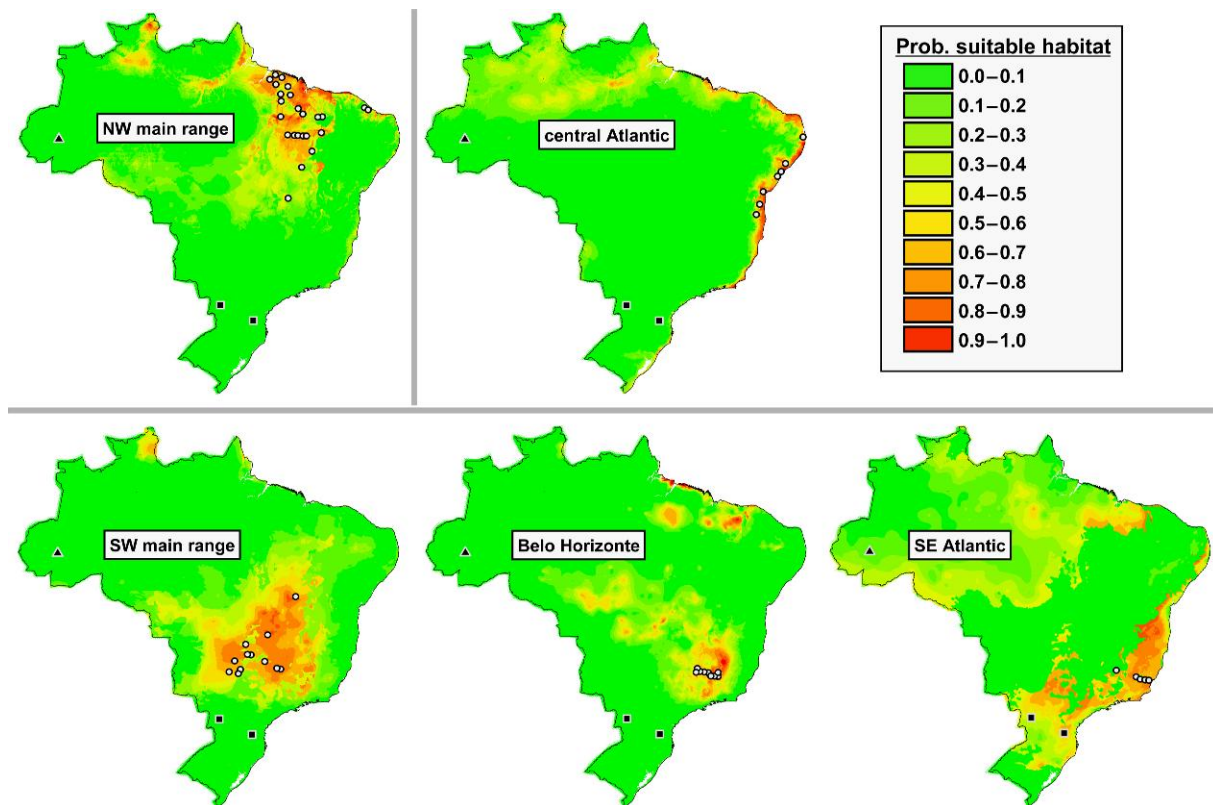 NW main range
central Atlantic
Prob. suitable habitat
0.0–0.1
0.1–0.2
0.2–0.3
0.3–0.4
0.4–0.5
0.5–0.6
0.6–0.7
0.7–0.8
0.8–0.9
0.9–1.0
SW main range
Belo Horizonte
SE Atlantic